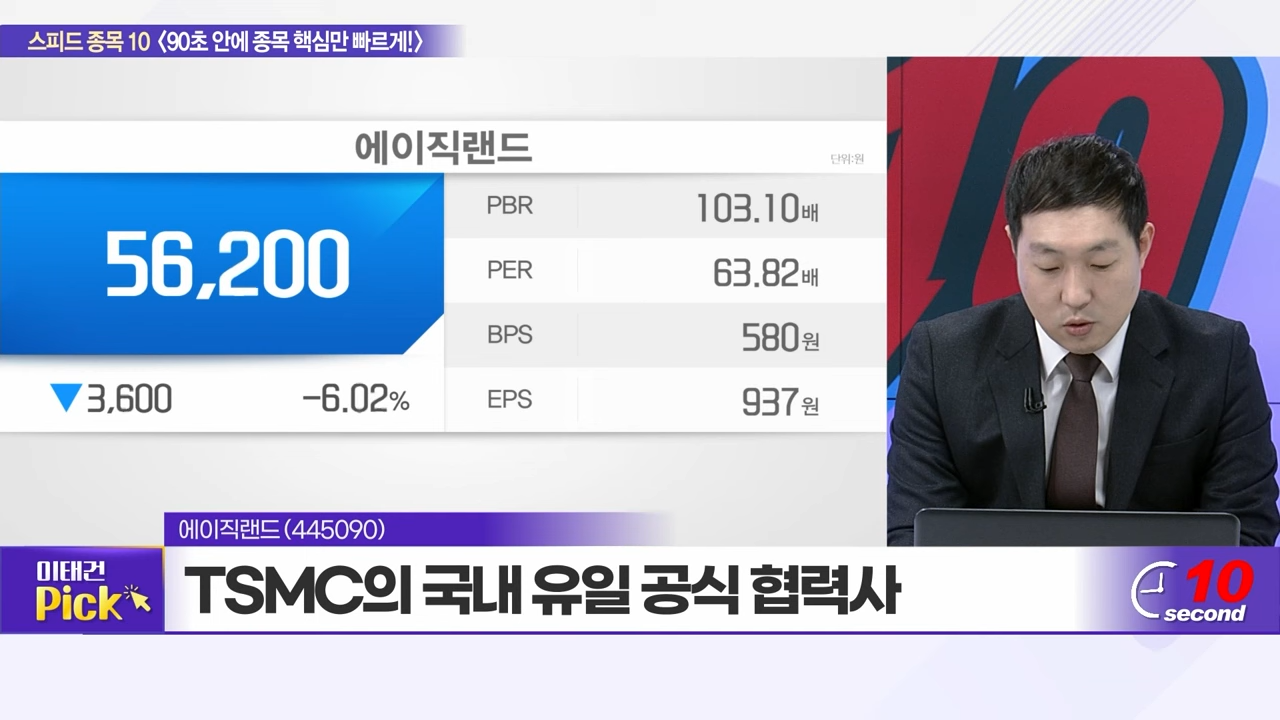 스피드 종목 10 〈90초 안에 종목 핵심만 빠르게!〉
에이직랜드
단위:원
56,200
▼3,600 -6.02%
PBR 103.10배
PER 63.82배
BPS 580원
EPS 937원
에이직랜드 (445090)
이태건
Pick
TSMC의 국내 유일 공식 협력사
10
second